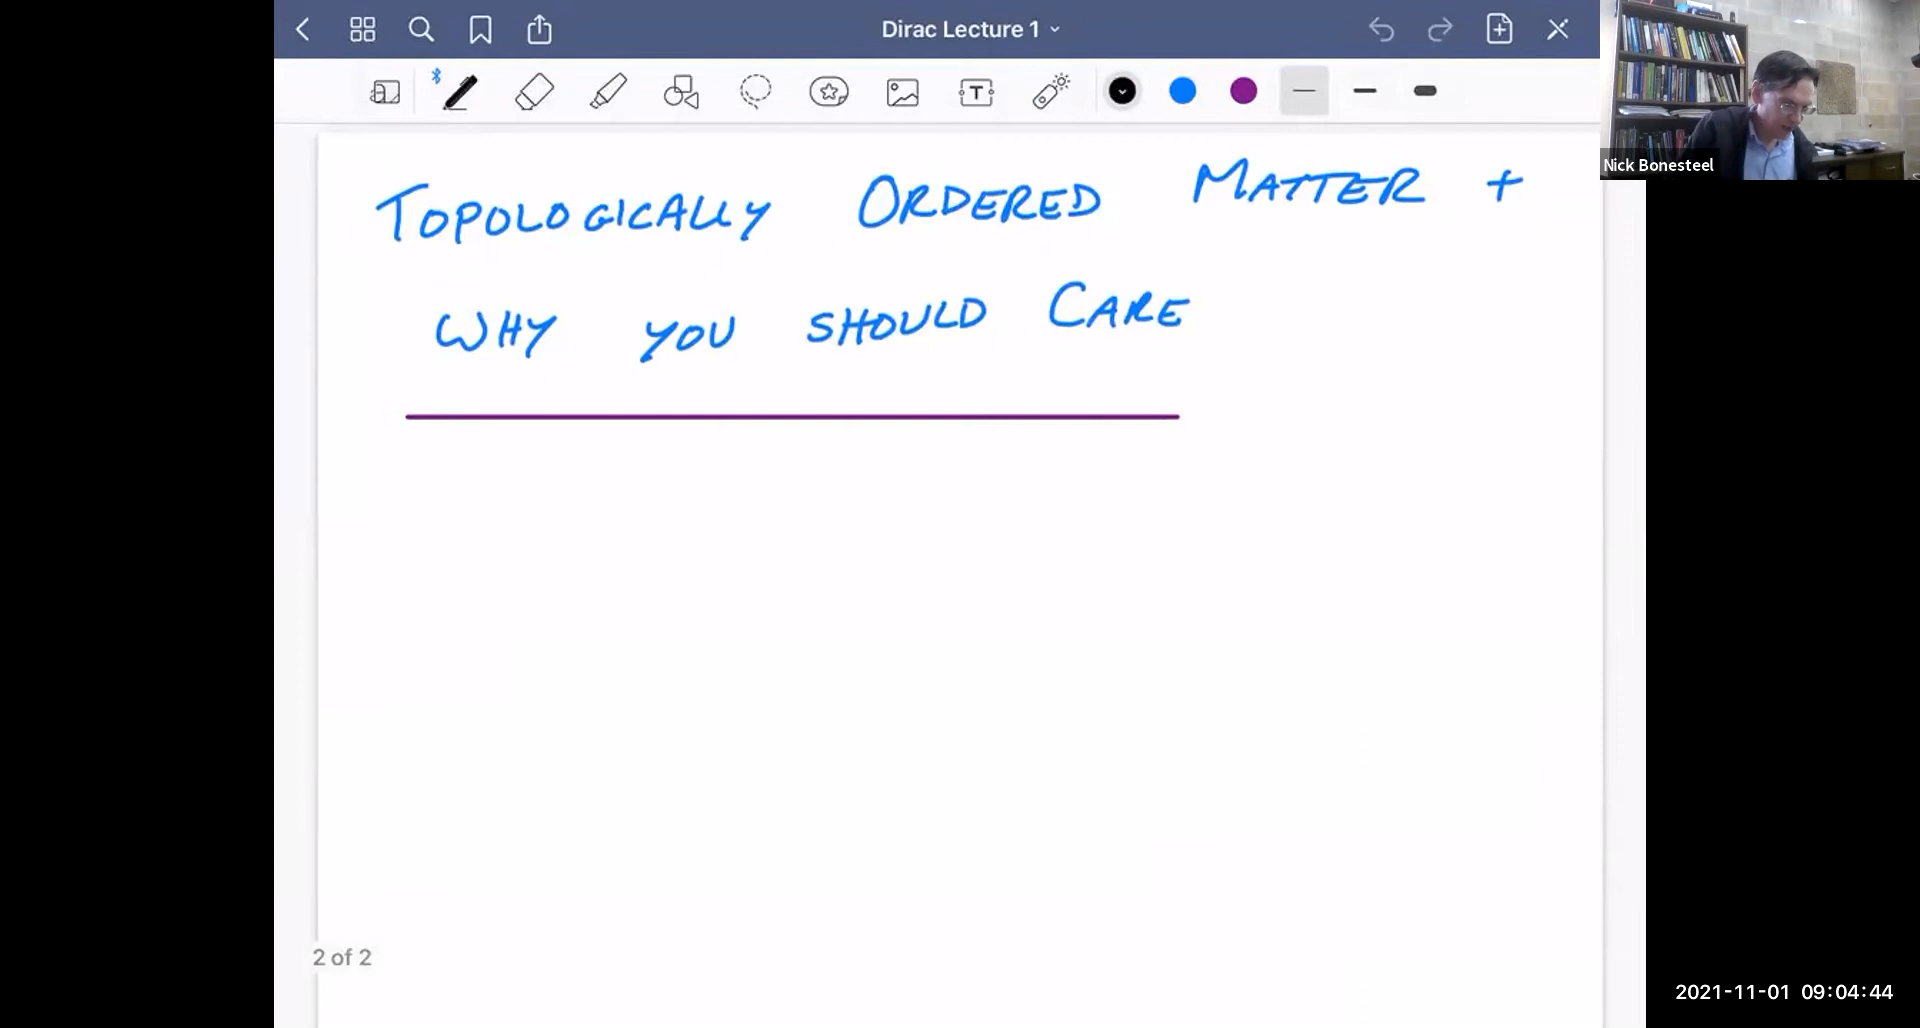 Dirac Lecture 1
T
Nick Bonesteel
TOPOLOGICALLY ORDERED MATTER +
WHY YOU SHOULD CARE
2 of 2
2021-11-01 09:04:44